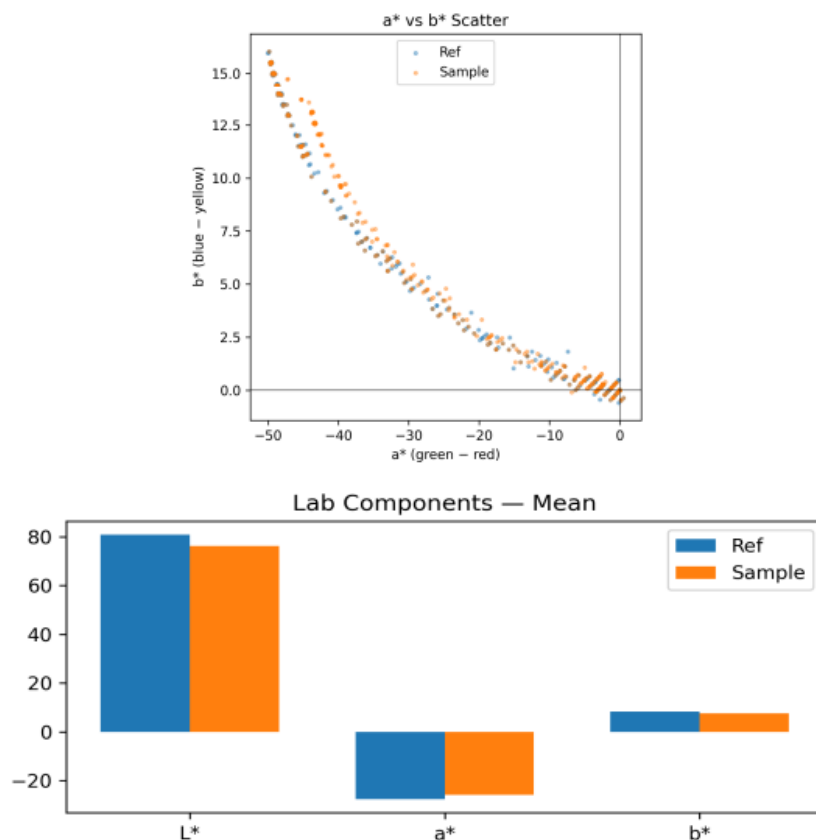 a* vs b* Scatter
Ref
Sample
15.0
12.5
10.0
7.5
5.0
2.5
0.0
b* (blue − yellow)
−50
−40
−30
−20
−10
0
a* (green − red)
Lab Components — Mean
Ref
Sample
80
60
40
20
0
−20
L*
a*
b*